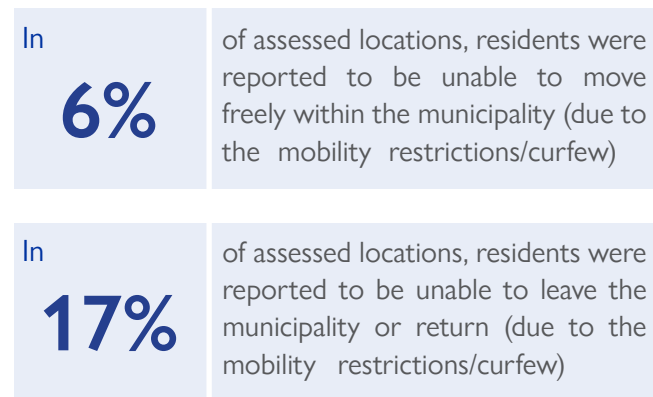 In
6%
of assessed locations, residents were
reported to be unable to move
freely within the municipality (due to
the mobility restrictions/curfew)
In
17%
of assessed locations, residents were
reported to be unable to leave the
municipality or return (due to the
mobility restrictions/curfew)